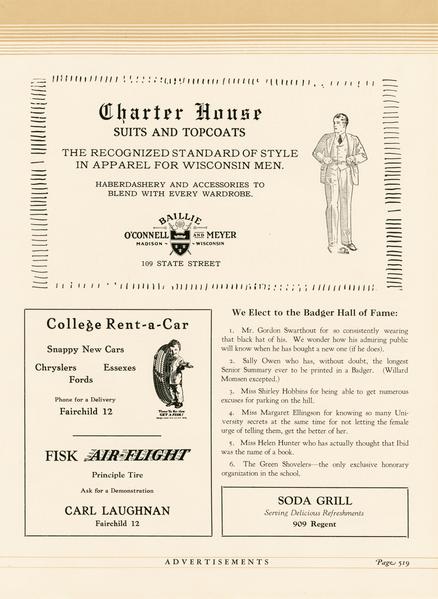 Charter House
SUITS AND TOPCOATS
THE RECOGNIZED STANDARD OF STYLE
IN APPAREL FOR WISCONSIN MEN.
HABERDASHERY AND ACCESSORIES TO
BLEND WITH EVERY WARDROBE.
BAILLIE
O'CONNELL AND MEYER
MADISON ~ WISCONSIN
109 STATE STREET
College Rent-a-Car
Snappy New Cars
Chryslers Essexes
Fords
Phone for a Delivery
Fairchild 12
Time to Re-tire
GET A FISK
FISK AIR-FLIGHT
Principle Tire
Ask for a Demonstration
CARL LAUGHNAN
Fairchild 12
We Elect to the Badger Hall of Fame:
1. Mr. Gordon Swarthout for so consistently wearing
that black hat of his. We wonder how his admiring public
will know when he has bought a new one (if he does).
2. Sally Owen who has, without doubt, the longest
Senior Summary ever to be printed in a Badger. (Willard
Momsen excepted.)
3. Miss Shirley Hobbins for being able to get numerous
excuses for parking on the hill.
4. Miss Margaret Ellingson for knowing so many Uni-
versity secrets at the same time for not letting the female
urge of telling them, get the better of her.
5. Miss Helen Hunter who has actually thought that Ibid
was the name of a book.
6. The Green Shovelers—the only exclusive honorary
organization in the school.
SODA GRILL
Serving Delicious Refreshments
909 Regent
ADVERTISEMENTS
Page 519